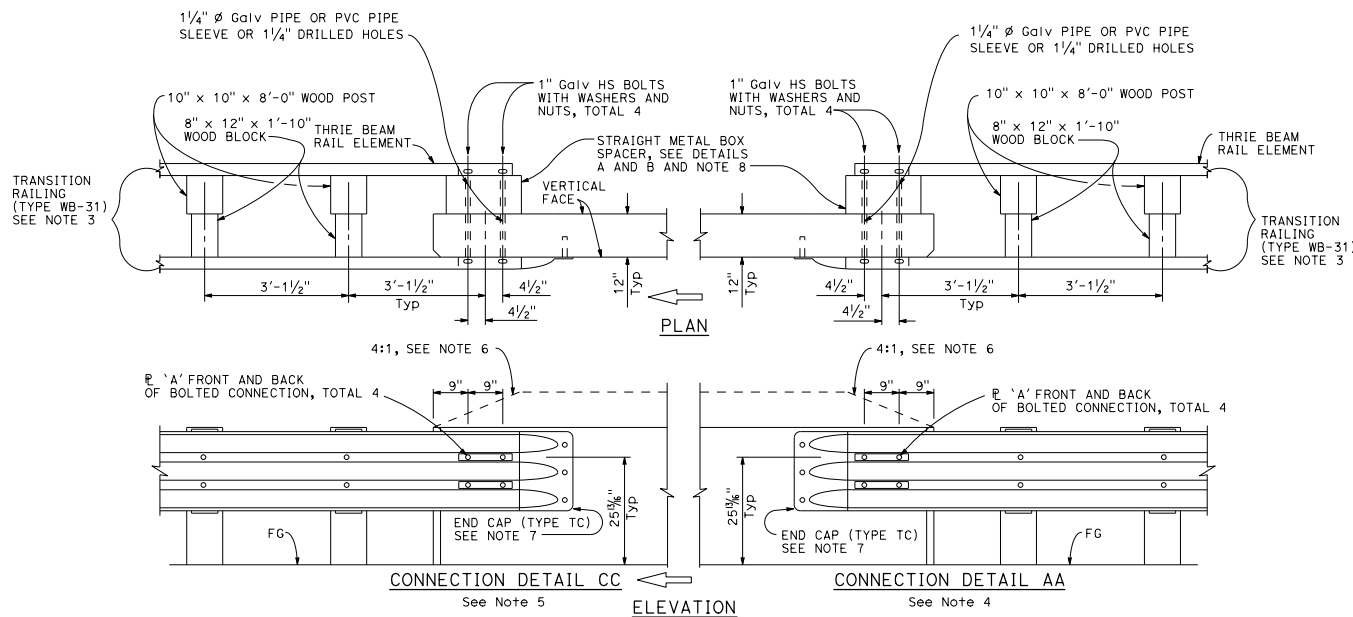 1¼" Ø Galv PIPE OR PVC PIPE
SLEEVE OR 1¼" DRILLED HOLES
10" x 10" x 8'-0" WOOD POST
8" x 12" x 1'-10"
WOOD BLOCK
THRIE BEAM
RAIL ELEMENT
1" Galv HS BOLTS
WITH WASHERS AND
NUTS, TOTAL 4
STRAIGHT METAL BOX
SPACER, SEE DETAILS
A AND B AND NOTE 8
VERTICAL
FACE
TRANSITION
RAILING
(TYPE WB-31)
SEE NOTE 3
3'-1½"
3'-1½"
Typ
4½"
4½"
12"
Typ
1¼" Ø Galv PIPE OR PVC PIPE
SLEEVE OR 1¼" DRILLED HOLES
1" Galv HS BOLTS
WITH WASHERS AND
NUTS, TOTAL 4
10" x 10" x 8'-0" WOOD POST
8" x 12" x 1'-10"
WOOD BLOCK
THRIE BEAM
RAIL ELEMENT
TRANSITION
RAILING
(TYPE WB-31)
SEE NOTE 3
12"
Typ
4½"
4½"
3'-1½"
Typ
3'-1½"
PLAN
4:1, SEE NOTE 6
℄ 'A' FRONT AND BACK
OF BOLTED CONNECTION, TOTAL 4
9"
9"
25 13/16"
Typ
END CAP (TYPE TC)
SEE NOTE 7
FG
CONNECTION DETAIL CC
See Note 5
4:1, SEE NOTE 6
9"
9"
℄ 'A' FRONT AND BACK
OF BOLTED CONNECTION, TOTAL 4
25 13/16"
Typ
END CAP (TYPE TC)
SEE NOTE 7
FG
CONNECTION DETAIL AA
See Note 4
ELEVATION